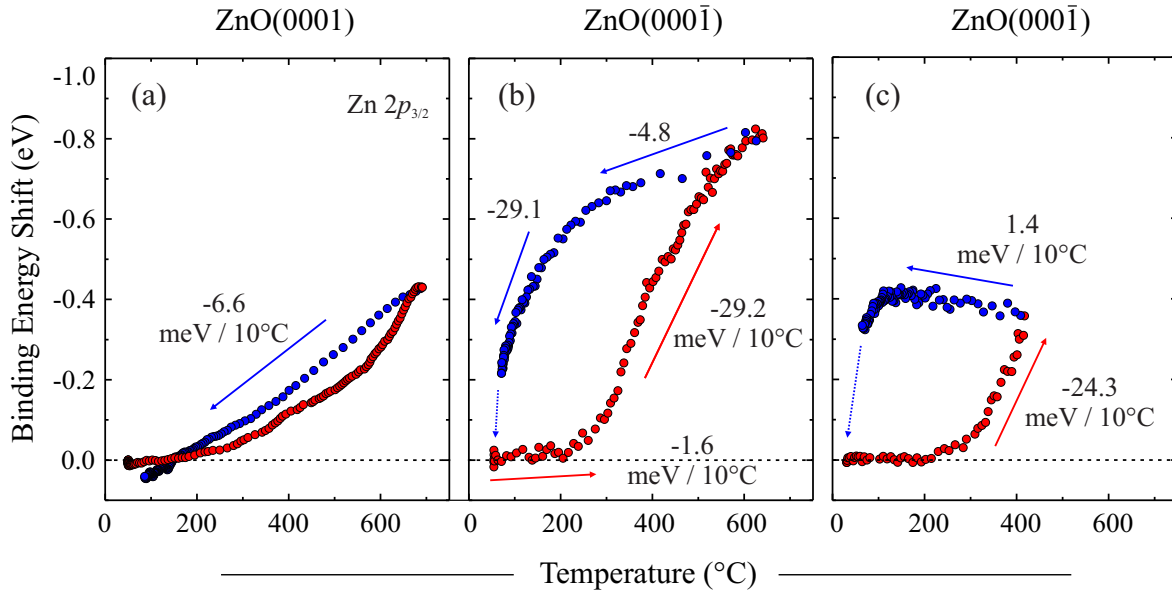 ZnO(0001)
ZnO(0001̄)
ZnO(0001̄)
Binding Energy Shift (eV)
-1.0
-0.8
-0.6
-0.4
-0.2
0.0
(a)
Zn 2p3/2
-6.6
meV / 10°C
0
200
400
600
(b)
-4.8
-29.1
-29.2
meV / 10°C
-1.6
meV / 10°C
0
200
400
600
(c)
1.4
meV / 10°C
-24.3
meV / 10°C
0
200
400
600
Temperature (°C)